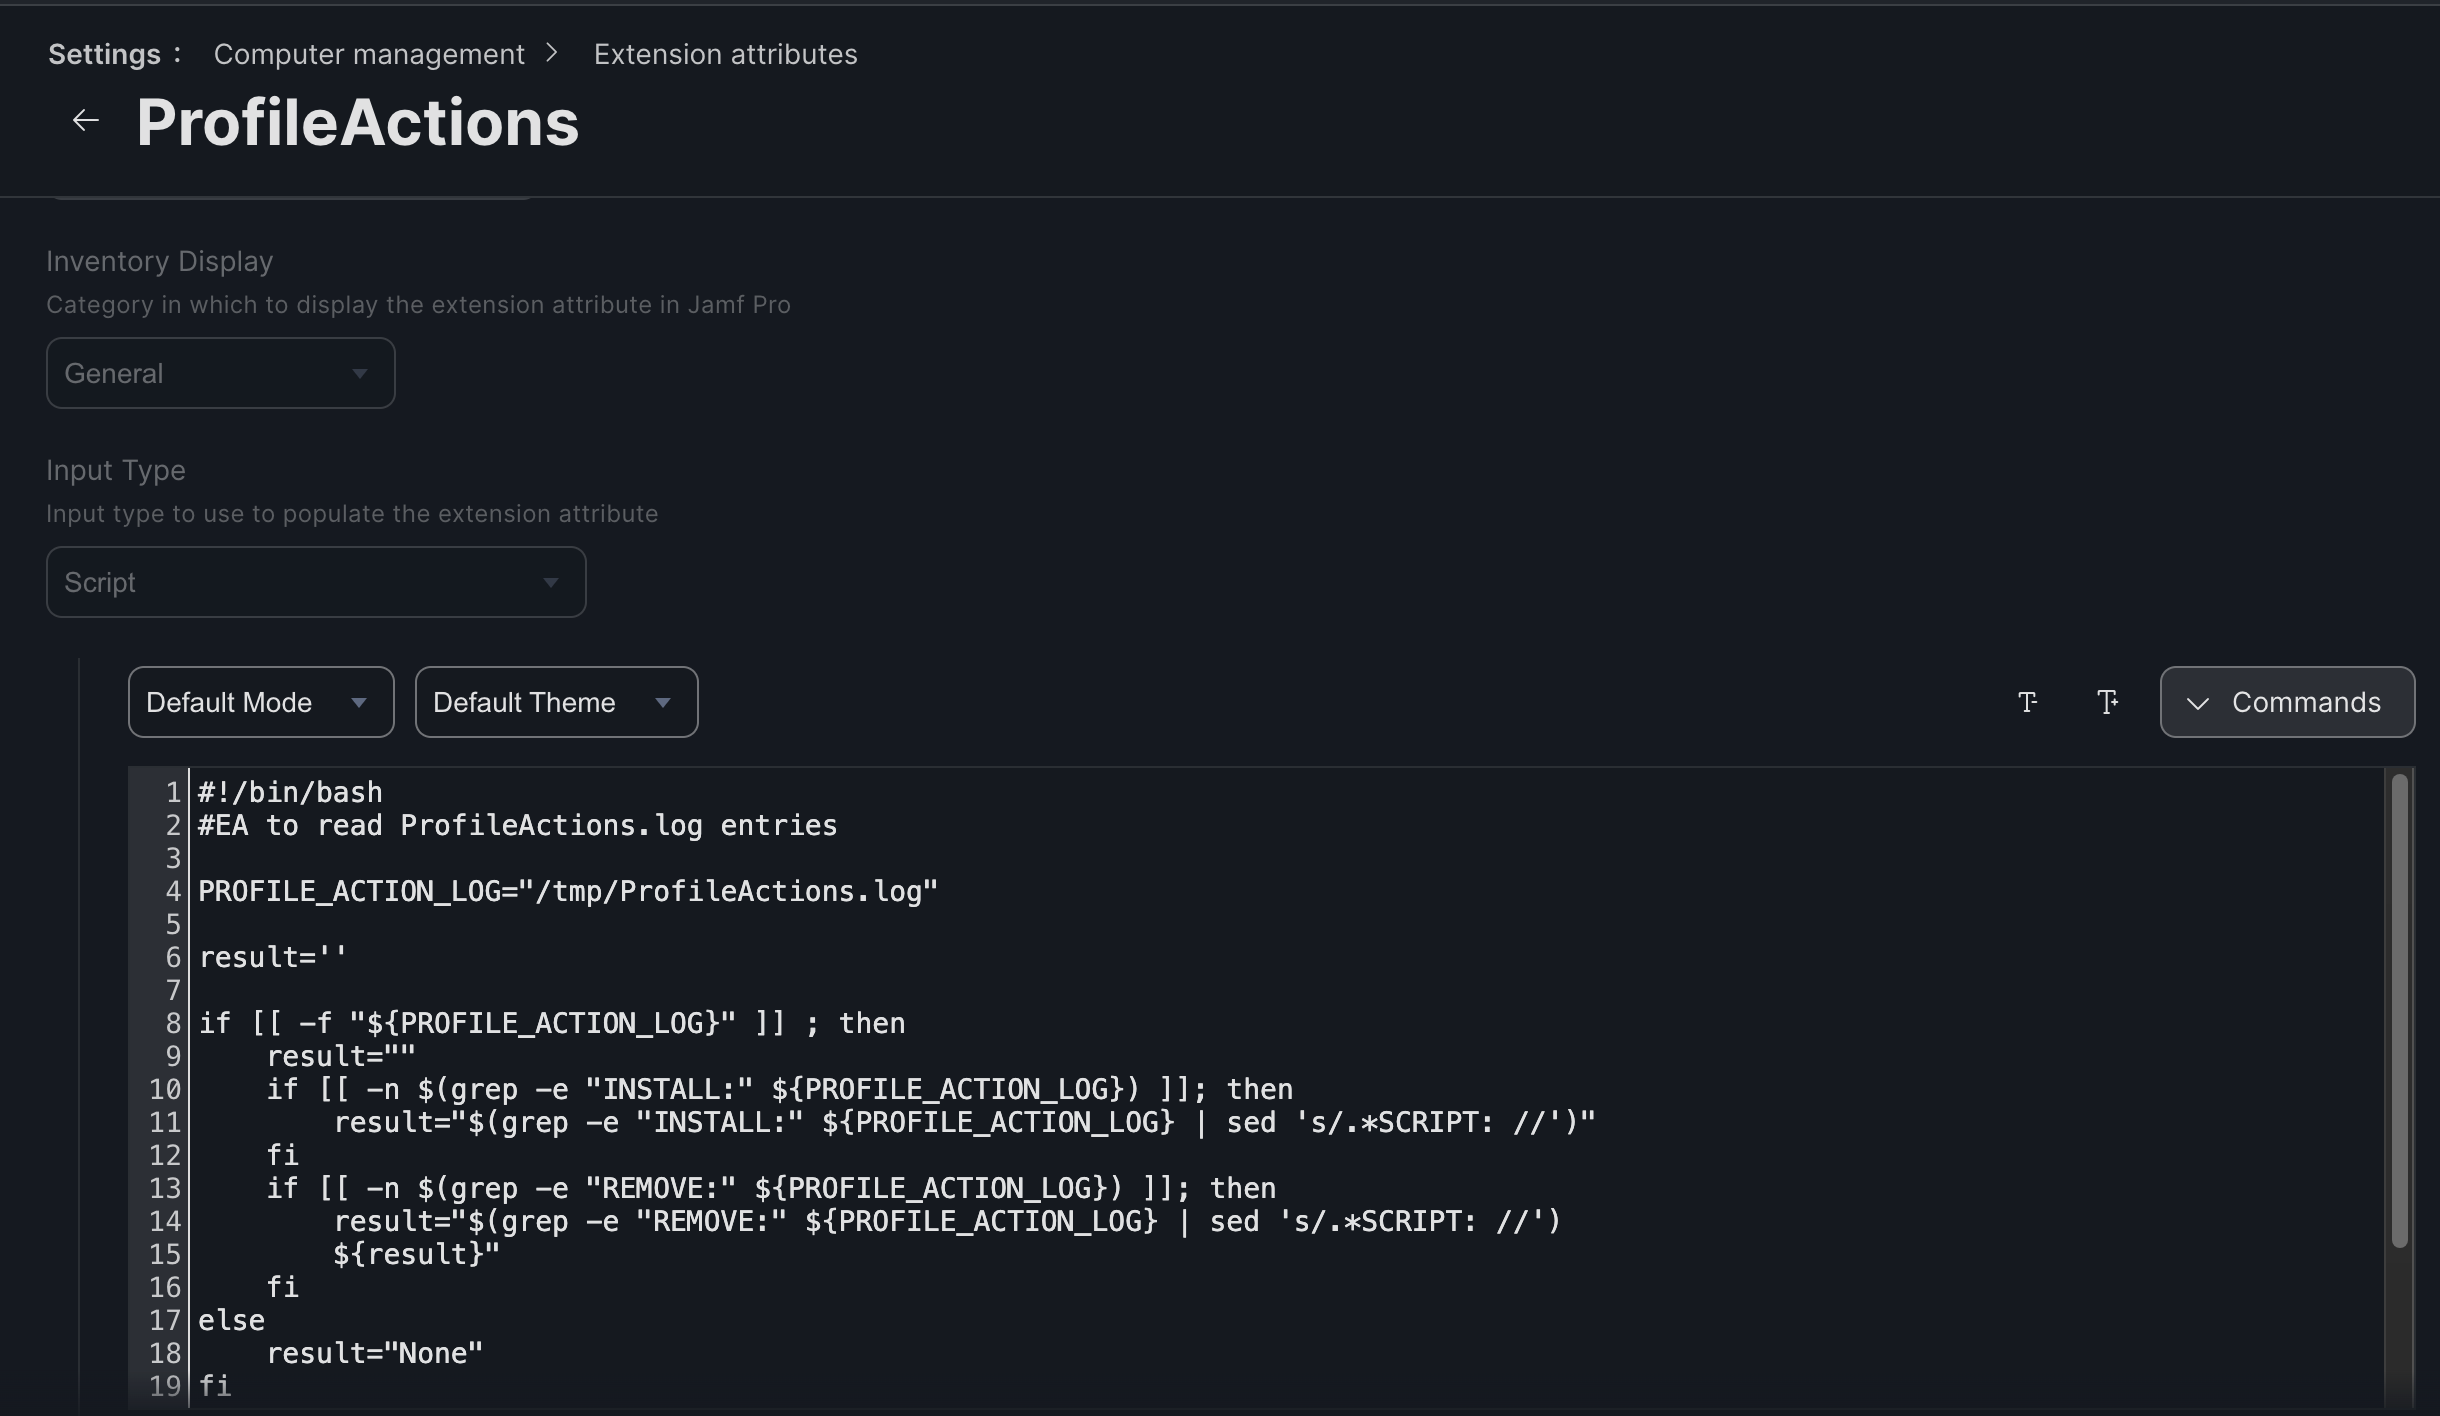 Settings : Computer management > Extension attributes
← ProfileActions
Inventory Display
Category in which to display the extension attribute in Jamf Pro
General
Input Type
Input type to use to populate the extension attribute
Script
Default Mode Default Theme T- T+ Commands
1 #!/bin/bash
2 #EA to read ProfileActions.log entries
3
4 PROFILE_ACTION_LOG="/tmp/ProfileActions.log"
5
6 result=''
7
8 if [[ -f "${PROFILE_ACTION_LOG}" ]] ; then
9     result=""
10     if [[ -n $(grep -e "INSTALL:" ${PROFILE_ACTION_LOG}) ]]; then
11         result="$(grep -e "INSTALL:" ${PROFILE_ACTION_LOG} | sed 's/.*SCRIPT: //')"
12     fi
13     if [[ -n $(grep -e "REMOVE:" ${PROFILE_ACTION_LOG}) ]]; then
14         result="$(grep -e "REMOVE:" ${PROFILE_ACTION_LOG} | sed 's/.*SCRIPT: //')
15         ${result}"
16     fi
17 else
18     result="None"
19 fi